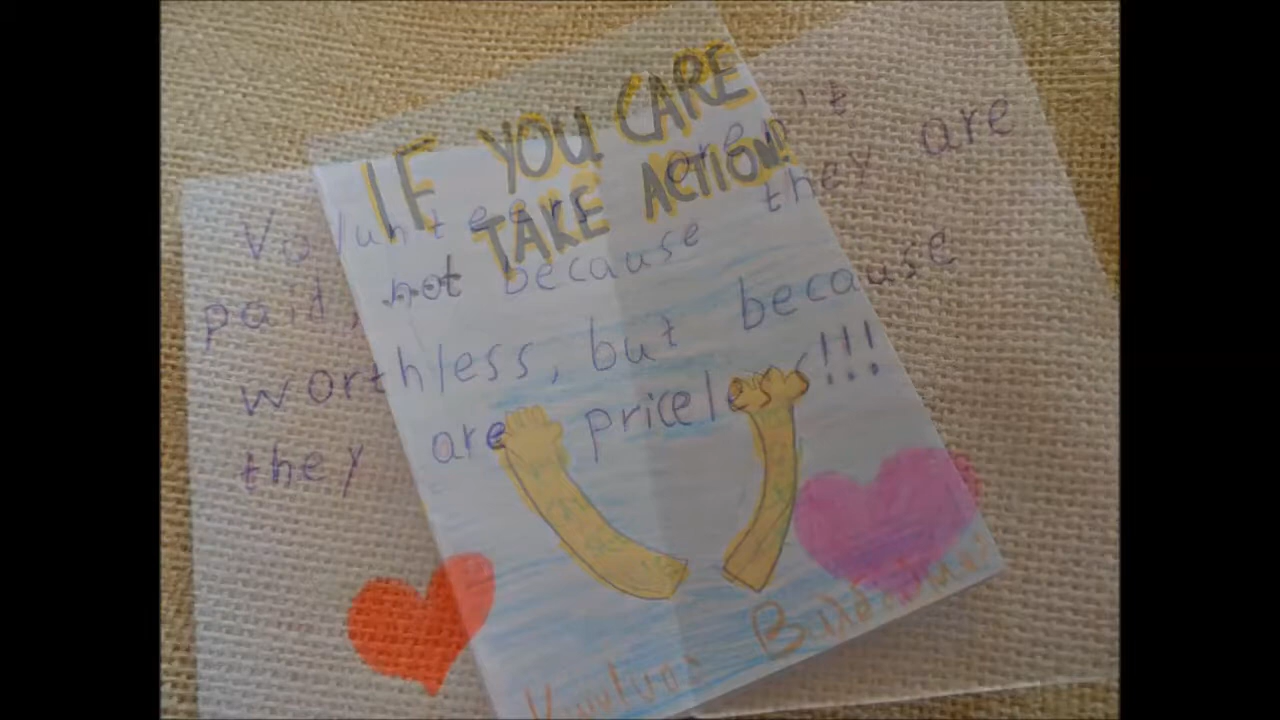 IF YOU CARE
TAKE ACTION!
Volunteers aren't
paid, not because they are
worthless, but because
they are priceless!!!